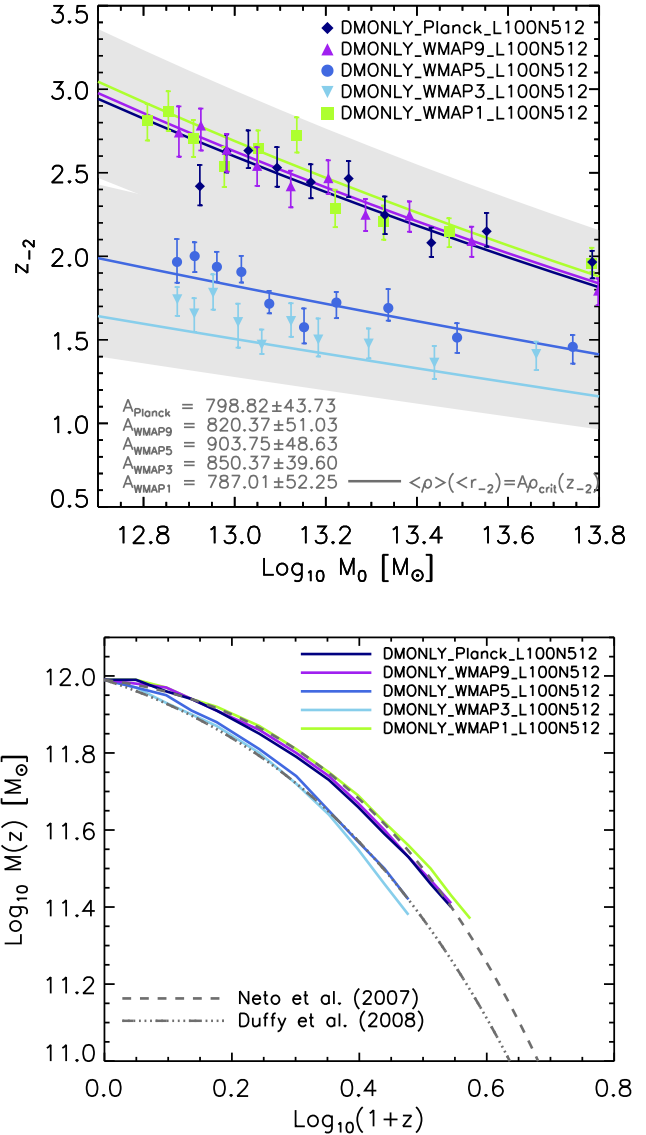 3.5
3.0
2.5
2.0
1.5
1.0
0.5
z₋₂
DMONLY_Planck_L100N512
DMONLY_WMAP9_L100N512
DMONLY_WMAP5_L100N512
DMONLY_WMAP3_L100N512
DMONLY_WMAP1_L100N512
A_Planck = 798.82±43.73
A_WMAP9 = 820.37±51.03
A_WMAP5 = 903.75±48.63
A_WMAP3 = 850.37±39.60
A_WMAP1 = 787.01±52.25
<ρ>(<r₋₂)=Aρ_crit(z₋₂)
12.8 13.0 13.2 13.4 13.6 13.8
Log₁₀ M₀ [M⊙]
12.0
11.8
11.6
11.4
11.2
11.0
Log₁₀ M(z) [M⊙]
DMONLY_Planck_L100N512
DMONLY_WMAP9_L100N512
DMONLY_WMAP5_L100N512
DMONLY_WMAP3_L100N512
DMONLY_WMAP1_L100N512
Neto et al. (2007)
Duffy et al. (2008)
0.0 0.2 0.4 0.6 0.8
Log₁₀(1+z)